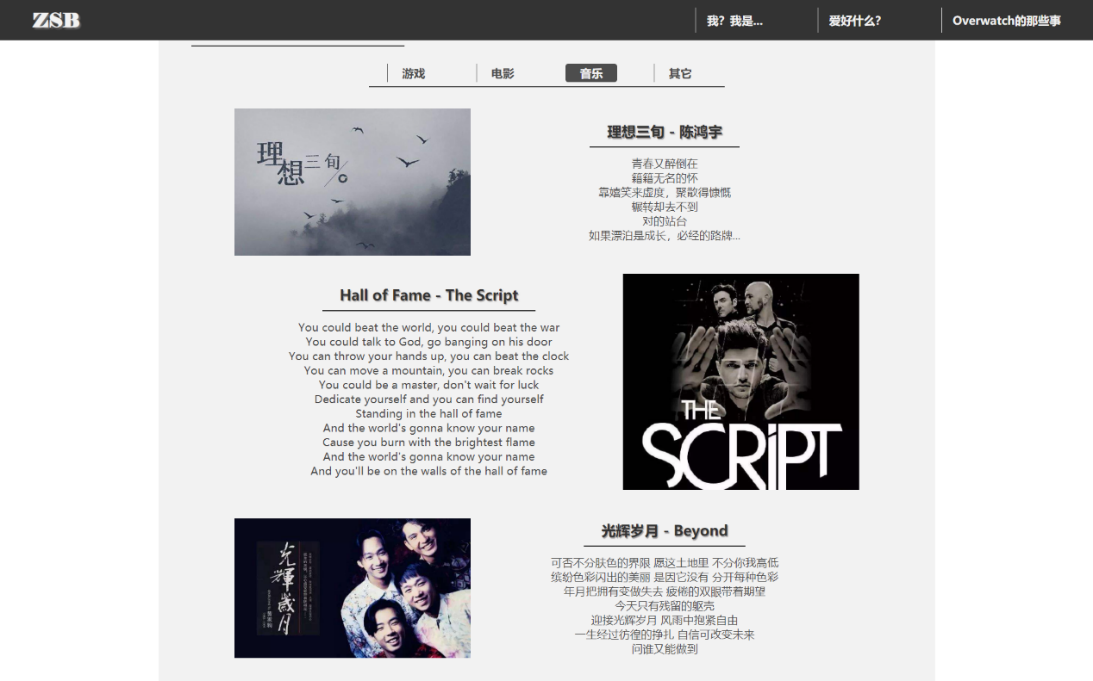 ZSB
我？我是...
爱好什么？
Overwatch的那些事
游戏
电影
音乐
其它
理想三旬
理想三旬 - 陈鸿宇
青春又醉倒在
籍籍无名的怀
靠嬉笑来虚度，聚散得慷慨
辗转却去不到
对的站台
如果漂泊是成长，必经的路牌...
Hall of Fame - The Script
You could beat the world, you could beat the war
You could talk to God, go banging on his door
You can throw your hands up, you can beat the clock
You can move a mountain, you can break rocks
You could be a master, don't wait for luck
Dedicate yourself and you can find yourself
Standing in the hall of fame
And the world's gonna know your name
Cause you burn with the brightest flame
And the world's gonna know your name
And you'll be on the walls of the hall of fame
THE
SCRIPT
光輝歲月
光辉岁月 - Beyond
可否不分肤色的界限 愿这土地里 不分你我高低
缤纷色彩闪出的美丽 是因它没有 分开每种色彩
年月把拥有变做失去 疲倦的双眼带着期望
今天只有残留的躯壳
迎接光辉岁月 风雨中抱紧自由
一生经过彷徨的挣扎 自信可改变未来
问谁又能做到